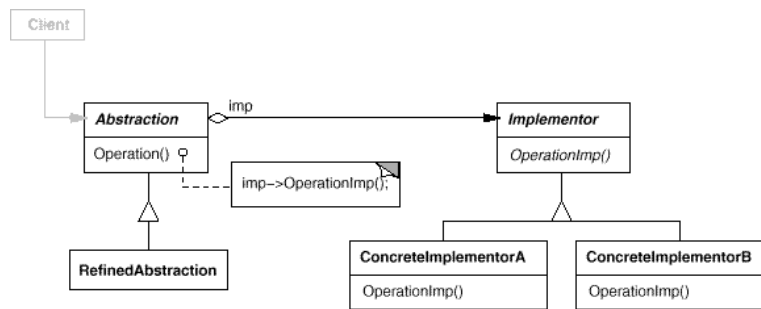 Client
imp
Abstraction
Implementor
Operation()
OperationImp()
imp->OperationImp();
RefinedAbstraction
ConcreteImplementorA
ConcreteImplementorB
OperationImp()
OperationImp()